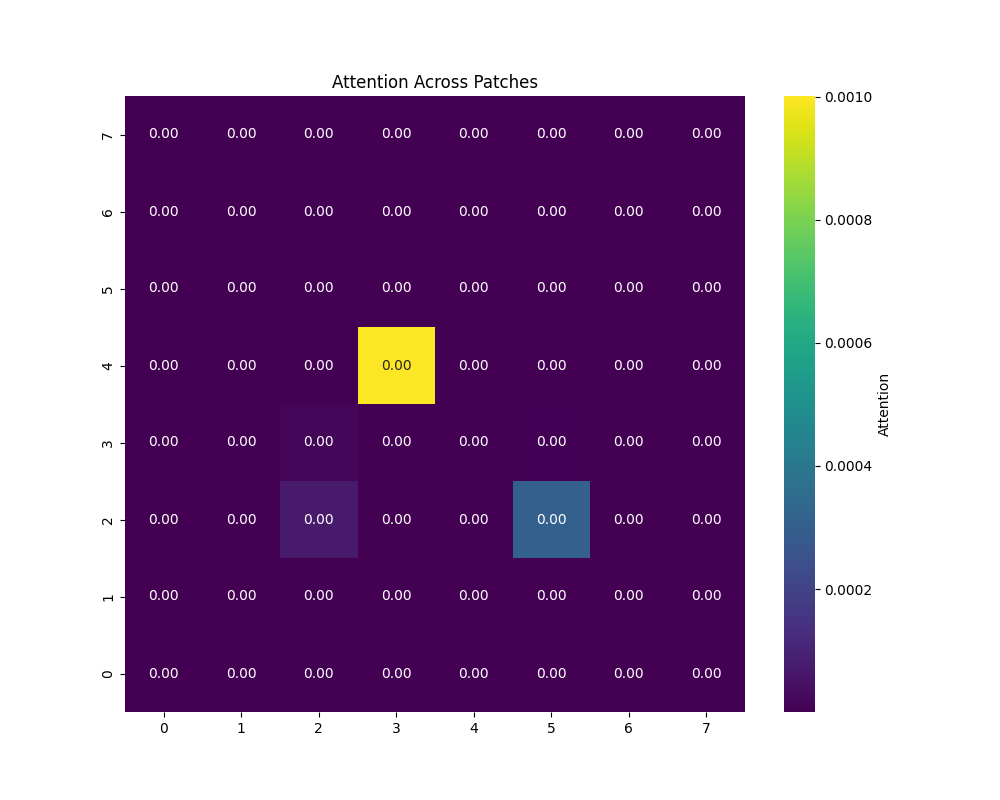 Attention Across Patches
7 0.00 0.00 0.00 0.00 0.00 0.00 0.00 0.00
6 0.00 0.00 0.00 0.00 0.00 0.00 0.00 0.00
5 0.00 0.00 0.00 0.00 0.00 0.00 0.00 0.00
4 0.00 0.00 0.00 0.00 0.00 0.00 0.00 0.00
3 0.00 0.00 0.00 0.00 0.00 0.00 0.00 0.00
2 0.00 0.00 0.00 0.00 0.00 0.00 0.00 0.00
1 0.00 0.00 0.00 0.00 0.00 0.00 0.00 0.00
0 0.00 0.00 0.00 0.00 0.00 0.00 0.00 0.00
0 1 2 3 4 5 6 7
0.0010
0.0008
0.0006
0.0004
0.0002
Attention